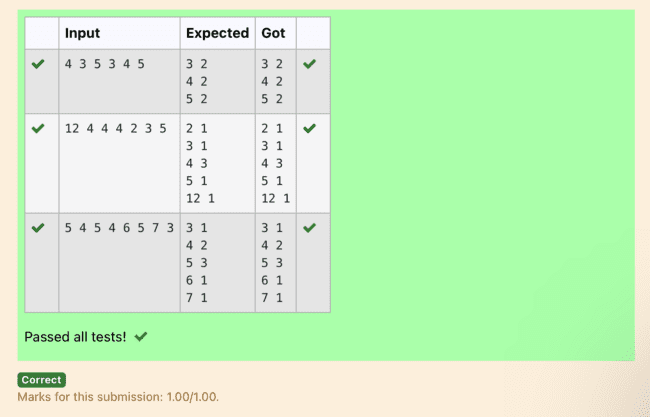 Input Expected Got
4 3 5 3 4 5 3 2 3 2
4 2 4 2
5 2 5 2
12 4 4 4 2 3 5 2 1 2 1
3 1 3 1
4 3 4 3
5 1 5 1
12 1 12 1
5 4 5 4 6 5 7 3 3 1 3 1
4 2 4 2
5 3 5 3
6 1 6 1
7 1 7 1
Passed all tests!
Correct
Marks for this submission: 1.00/1.00.